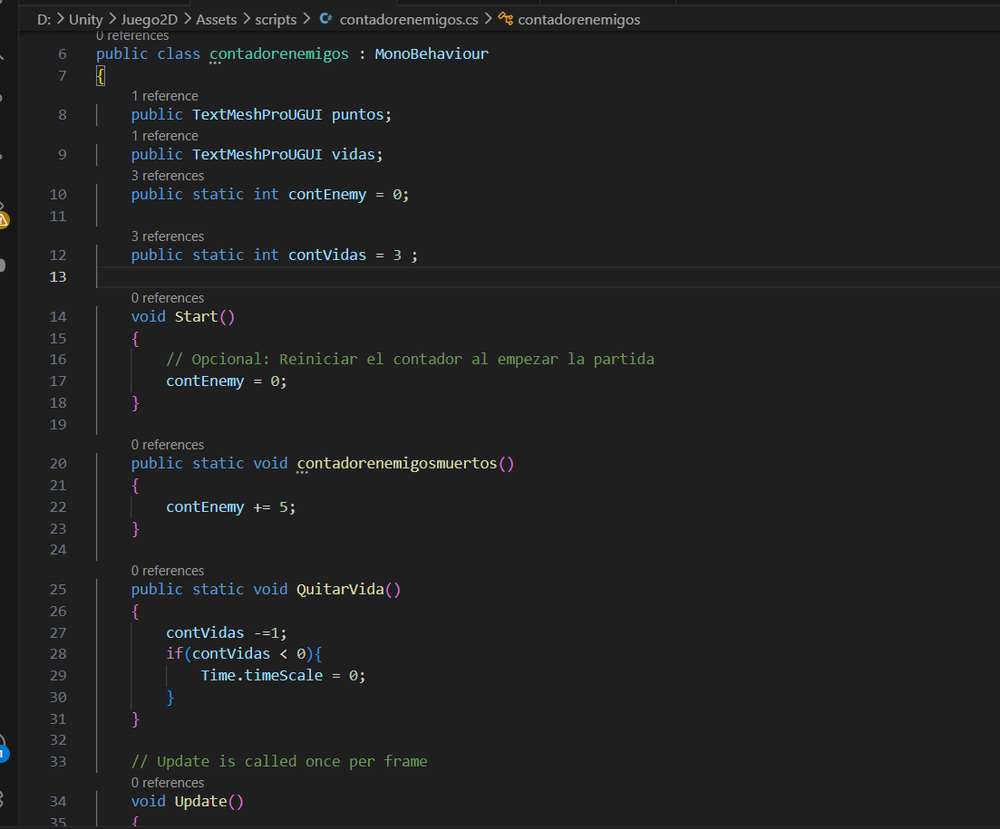 D: > Unity > Juego2D > Assets > scripts > C# contadorenemigos.cs > contadorenemigos
0 references
6 public class contadorenemigos : MonoBehaviour
7 {
1 reference
8 public TextMeshProUGUI puntos;
1 reference
9 public TextMeshProUGUI vidas;
3 references
10 public static int contEnemy = 0;
11
3 references
12 public static int contVidas = 3 ;
13
0 references
14 void Start()
15 {
16 // Opcional: Reiniciar el contador al empezar la partida
17 contEnemy = 0;
18 }
19
0 references
20 public static void contadorenemigosmuertos()
21 {
22 contEnemy += 5;
23 }
24
0 references
25 public static void QuitarVida()
26 {
27 contVidas -=1;
28 if(contVidas < 0){
29 Time.timeScale = 0;
30 }
31 }
32
33 // Update is called once per frame
0 references
34 void Update()
35 {